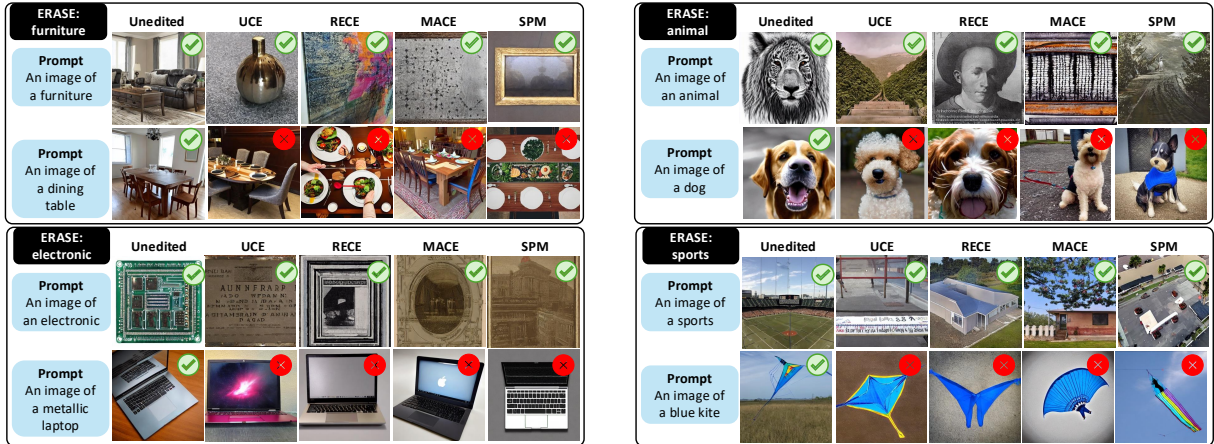 ERASE:
furniture
Unedited UCE RECE MACE SPM
Prompt
An image of
a furniture
Prompt
An image of
a dining
table
ERASE:
animal
Unedited UCE RECE MACE SPM
Prompt
An image of
an animal
Prompt
An image of
a dog
ERASE:
electronic
Unedited UCE RECE MACE SPM
Prompt
An image of
an electronic
Prompt
An image of
a metallic
laptop
ERASE:
sports
Unedited UCE RECE MACE SPM
Prompt
An image of
a sports
Prompt
An image of
a blue kite